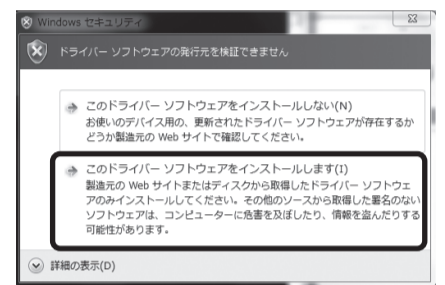 Windows セキュリティ
ドライバー ソフトウェアの発行元を検証できません
このドライバー ソフトウェアをインストールしない(N)
お使いのデバイス用の、更新されたドライバー ソフトウェアが存在するか
どうか製造元の Web サイトで確認してください。
このドライバー ソフトウェアをインストールします(I)
製造元の Web サイトまたはディスクから取得したドライバー ソフトウェ
アのみインストールしてください。その他のソースから取得した署名のない
ソフトウェアは、コンピューターに危害を及ぼしたり、情報を盗んだりする
可能性があります。
詳細の表示(D)